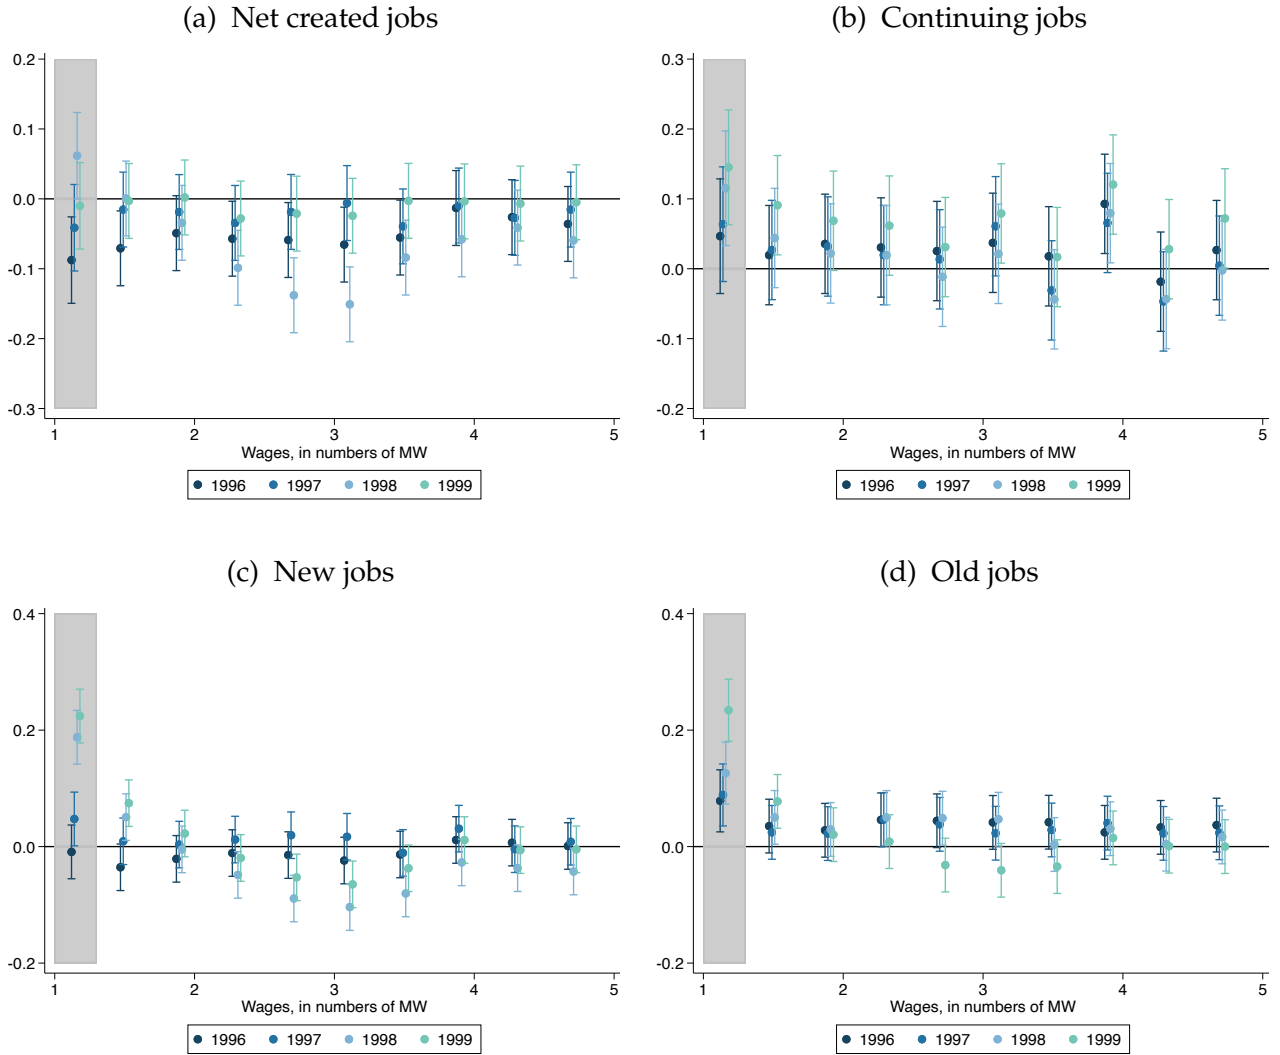 (a) Net created jobs
0.2
0.1
0.0
-0.1
-0.2
-0.3
1 2 3 4 5
Wages, in numbers of MW
1996 1997 1998 1999
(b) Continuing jobs
0.3
0.2
0.1
0.0
-0.1
-0.2
1 2 3 4 5
Wages, in numbers of MW
1996 1997 1998 1999
(c) New jobs
0.4
0.2
0.0
-0.2
1 2 3 4 5
Wages, in numbers of MW
1996 1997 1998 1999
(d) Old jobs
0.4
0.2
0.0
-0.2
1 2 3 4 5
Wages, in numbers of MW
1996 1997 1998 1999